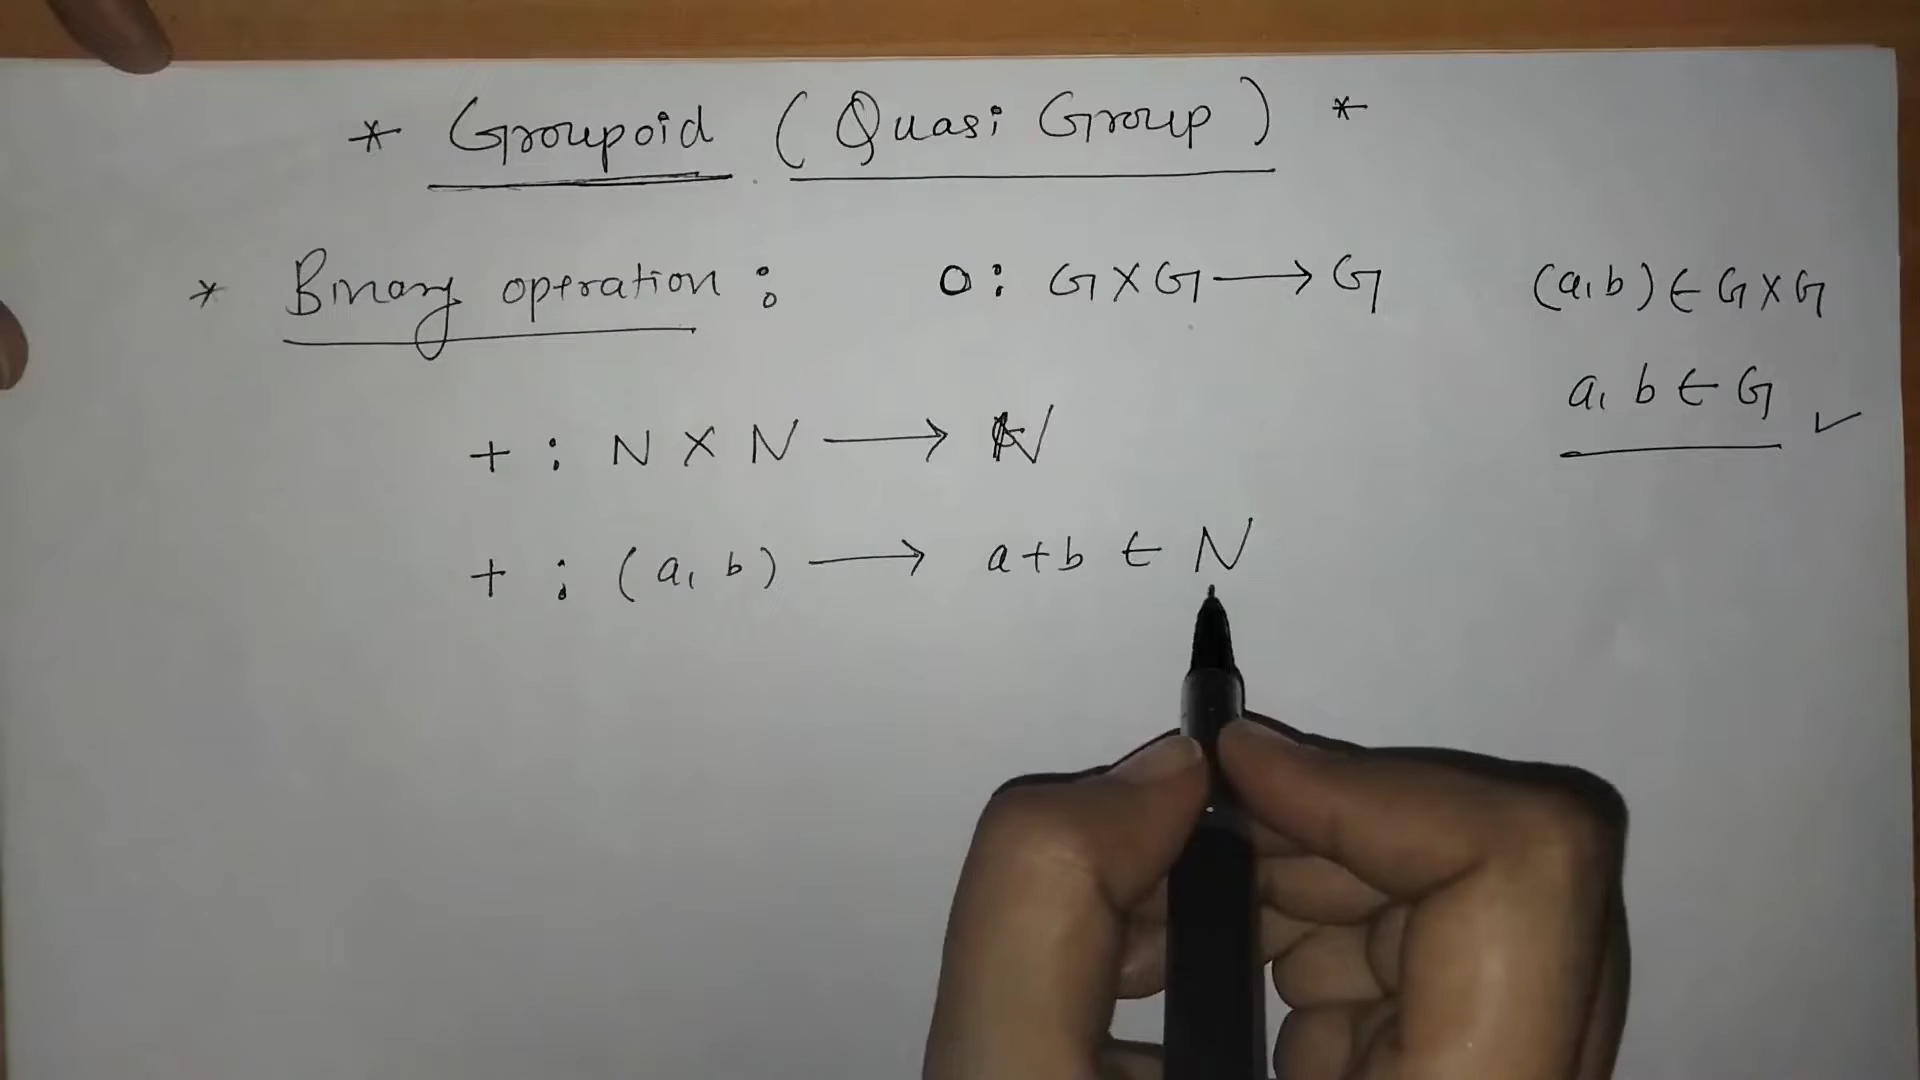 * Groupoid (Quasi Group) *
* Binary operation : o : G X G → G (a, b) ∈ G X G
a, b ∈ G ✓
+ : N X N → N
+ : (a, b) → a+b ∈ N